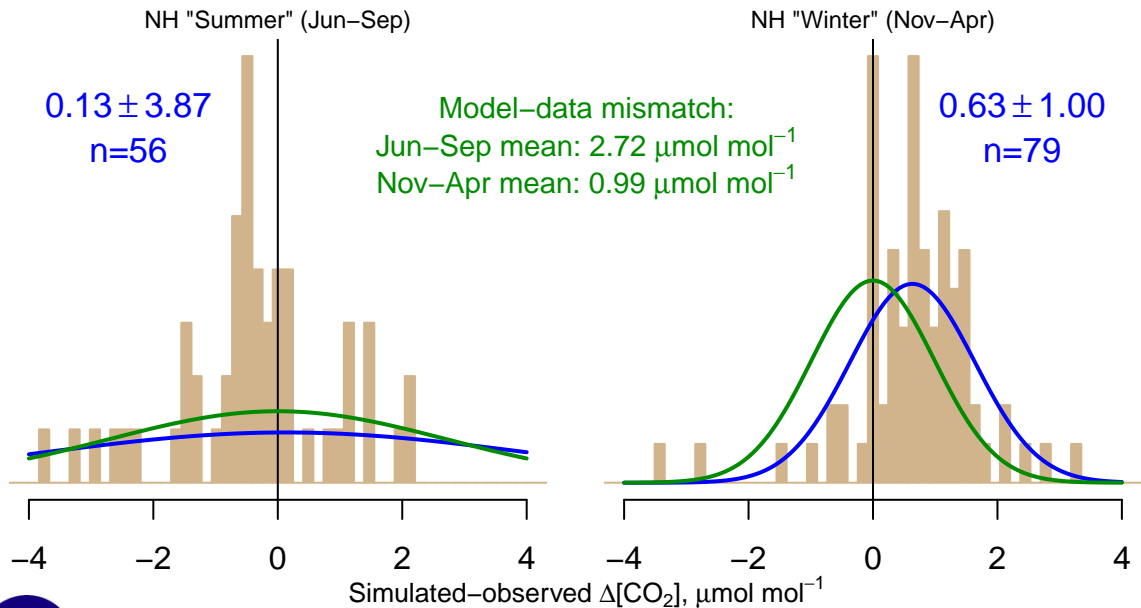 NH "Summer" (Jun−Sep)
NH "Winter" (Nov−Apr)
0.13 ± 3.87
n=56
Model−data mismatch:
Jun−Sep mean: 2.72 μmol mol⁻¹
Nov−Apr mean: 0.99 μmol mol⁻¹
0.63 ± 1.00
n=79
−4 −2 0 2 4
−4 −2 0 2 4
Simulated−observed Δ[CO₂], μmol mol⁻¹